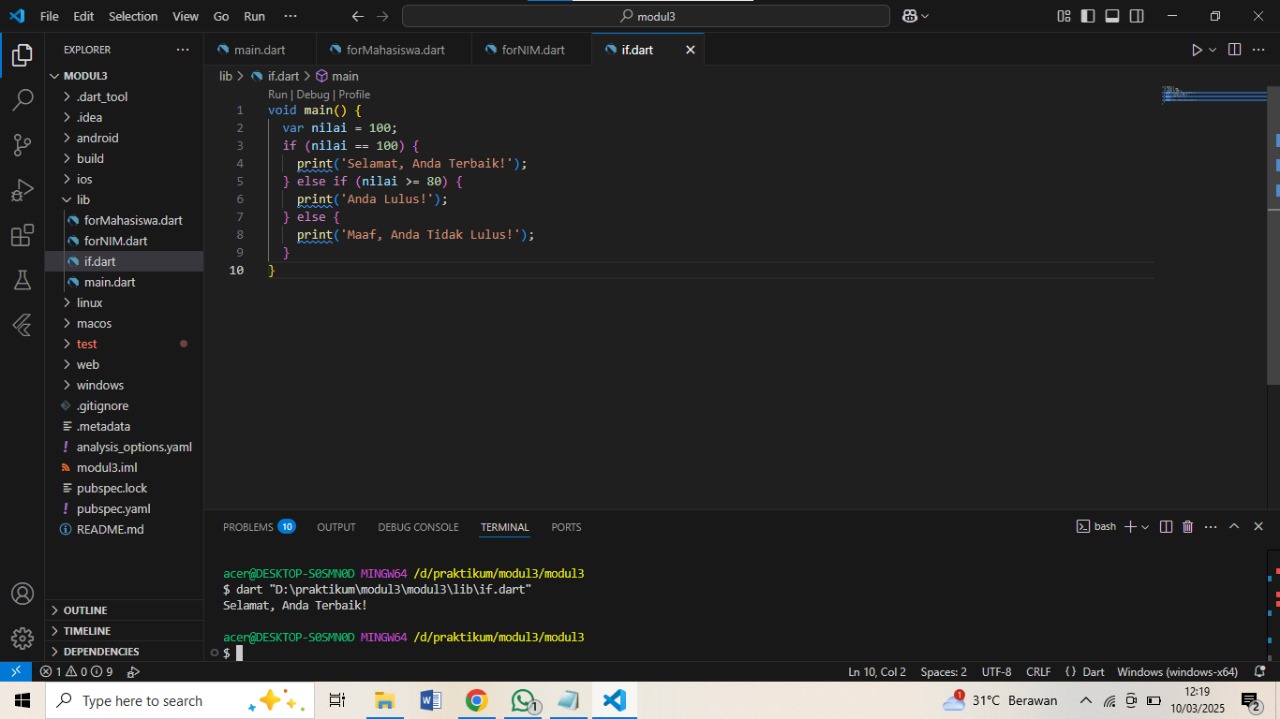 File Edit Selection View Go Run ··· modul3
EXPLORER ···
MODUL3
.dart_tool
.idea
android
build
ios
lib
forMahasiswa.dart
forNIM.dart
if.dart
main.dart
linux
macos
test
web
windows
.gitignore
.metadata
analysis_options.yaml
modul3.iml
pubspec.lock
pubspec.yaml
README.md
OUTLINE
TIMELINE
DEPENDENCIES
main.dart forMahasiswa.dart forNIM.dart if.dart
lib > if.dart > main
Run | Debug | Profile
1 void main() {
2 var nilai = 100;
3 if (nilai == 100) {
4 print('Selamat, Anda Terbaik!');
5 } else if (nilai >= 80) {
6 print('Anda Lulus!');
7 } else {
8 print('Maaf, Anda Tidak Lulus!');
9 }
10 }
PROBLEMS 10 OUTPUT DEBUG CONSOLE TERMINAL PORTS bash
acer@DESKTOP-S0SMN0D MINGW64 /d/praktikum/modul3/modul3
$ dart "D:\praktikum\modul3\modul3\lib\if.dart"
Selamat, Anda Terbaik!
acer@DESKTOP-S0SMN0D MINGW64 /d/praktikum/modul3/modul3
$
1 0 9 Ln 10, Col 2 Spaces: 2 UTF-8 CRLF {} Dart Windows (windows-x64)
Type here to search 1 1 31°C Berawan 12:19
10/03/2025 2